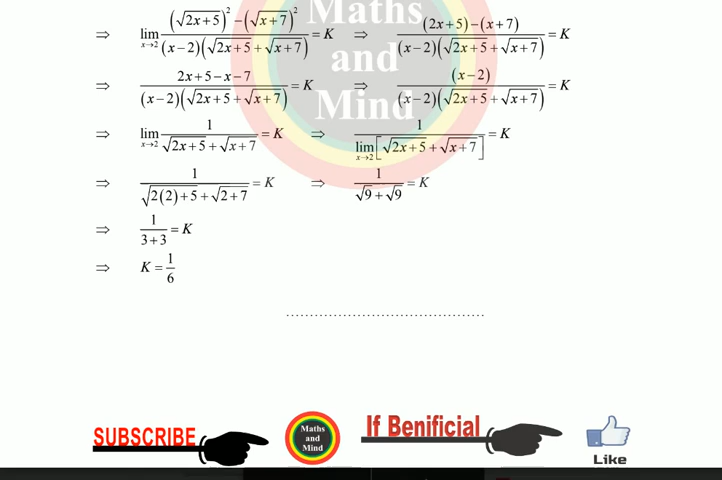 ⇒ lim x→2 ((√(2x+5))² −(√(x+7))²)/((x−2)(√(2x+5)+√(x+7))) = K ⇒ ((2x+5)−(x+7))/((x−2)(√(2x+5)+√(x+7))) = K
⇒ (2x+5−x−7)/((x−2)(√(2x+5)+√(x+7))) = K ⇒ (x−2)/((x−2)(√(2x+5)+√(x+7))) = K
⇒ lim x→2 1/(√(2x+5)+√(x+7)) = K ⇒ 1/(lim x→2 [√(2x+5)+√(x+7)]) = K
⇒ 1/(√(2(2)+5)+√(2+7)) = K ⇒ 1/(√9+√9) = K
⇒ 1/(3+3) = K
⇒ K = 1/6
Maths
and
Mind
SUBSCRIBE
Maths
and
Mind
If Benificial
Like